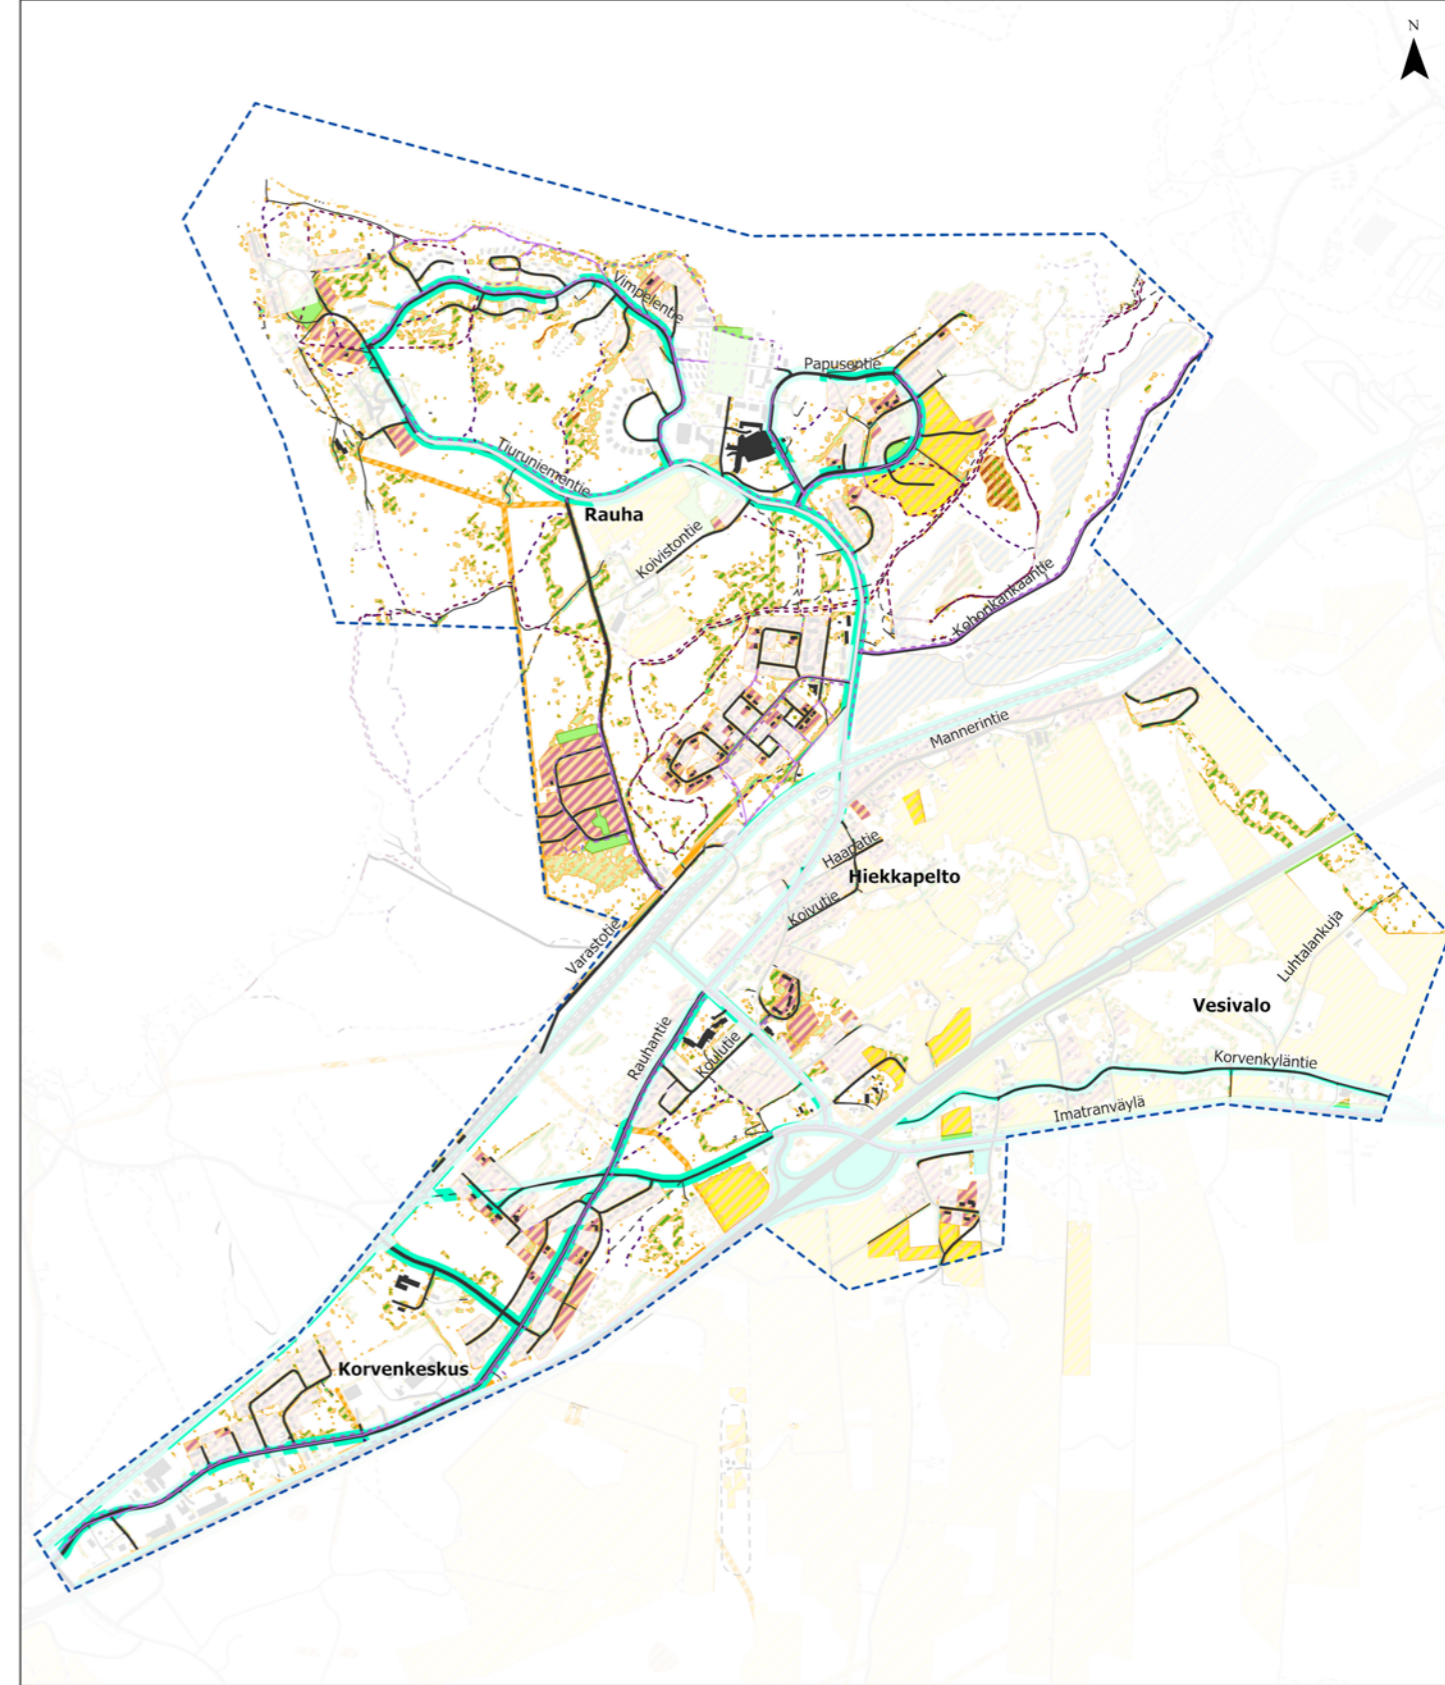 N
Vimpelentie
Papusentie
Tiuruniementie
Rauha
Koivistontie
Kohonkankaantie
Mannerintie
Haapatie
Hiekkapelto
Koivutie
Varastotie
Luhtalankuja
Vesivalo
Rauhantie
Koulutie
Korvenkyläntie
Imatranväylä
Korvenkeskus